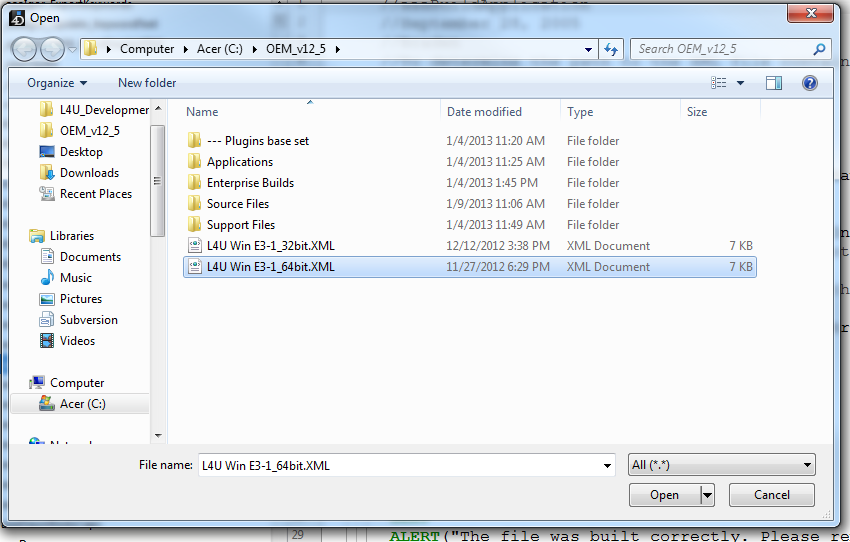 //September 20, 2005
Open
Computer Acer (C:) OEM_v12_5
Search OEM_v12_5
Organize New folder
L4U_Developmer
OEM_v12_5
Desktop
Downloads
Recent Places
Libraries
Documents
Music
Pictures
Subversion
Videos
Computer
Acer (C:)
Name Date modified Type Size
--- Plugins base set 1/4/2013 11:20 AM File folder
Applications 1/4/2013 11:25 AM File folder
Enterprise Builds 1/4/2013 1:45 PM File folder
Source Files 1/9/2013 11:06 AM File folder
Support Files 1/4/2013 11:49 AM File folder
L4U Win E3-1_32bit.XML 12/12/2012 3:38 PM XML Document 7 KB
L4U Win E3-1_64bit.XML 11/27/2012 6:29 PM XML Document 7 KB
File name: L4U Win E3-1_64bit.XML
All (*.*)
Open Cancel
29
ALERT("The file was built correctly. Please re